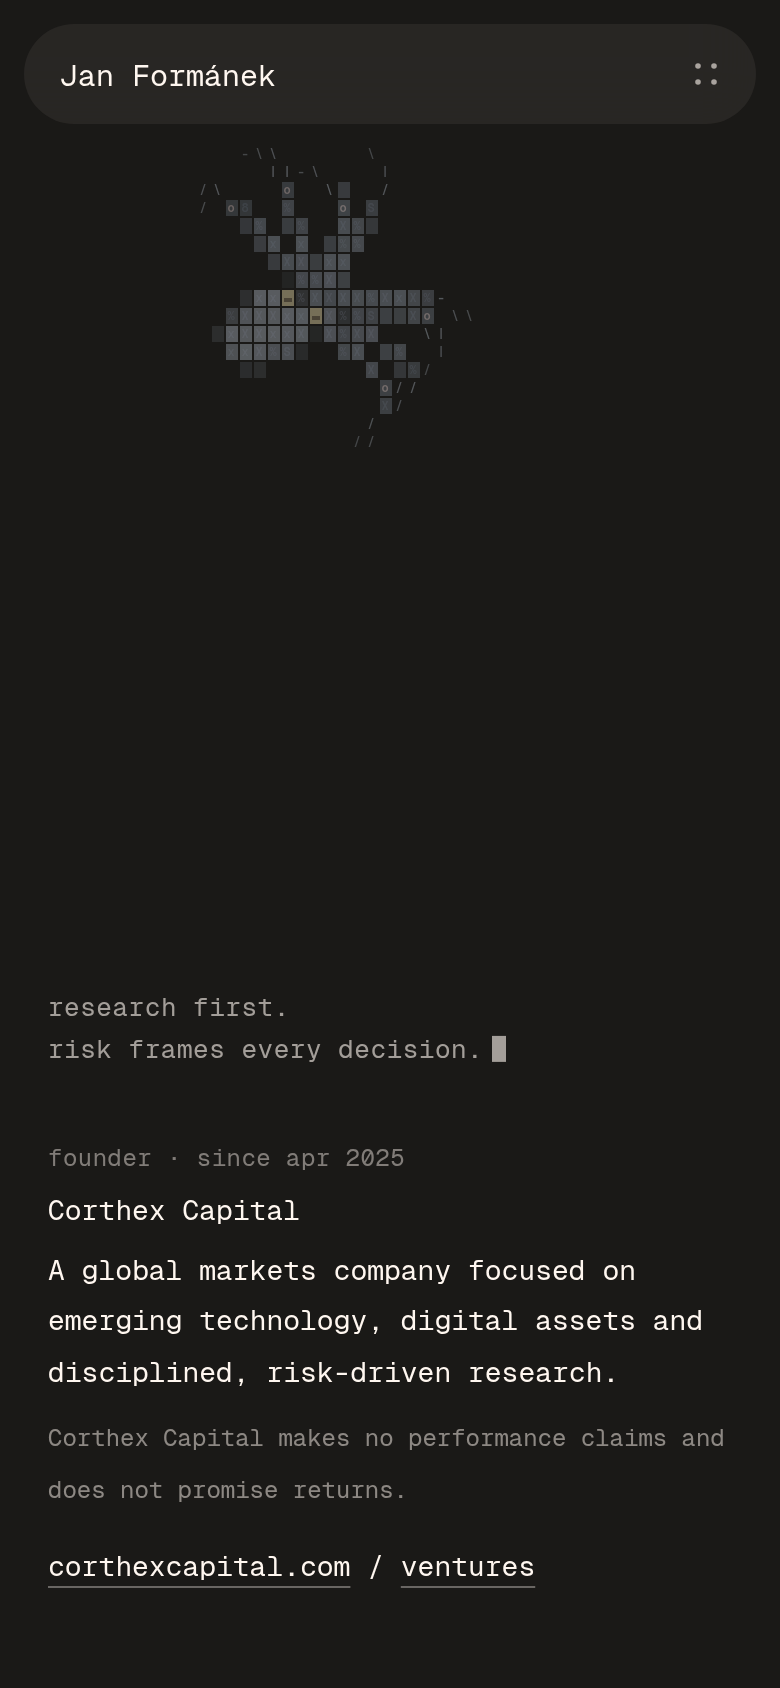 Jan Formánek
research first.
risk frames every decision.
founder · since apr 2025
Corthex Capital
A global markets company focused on
emerging technology, digital assets and
disciplined, risk-driven research.
Corthex Capital makes no performance claims and
does not promise returns.
corthexcapital.com / ventures